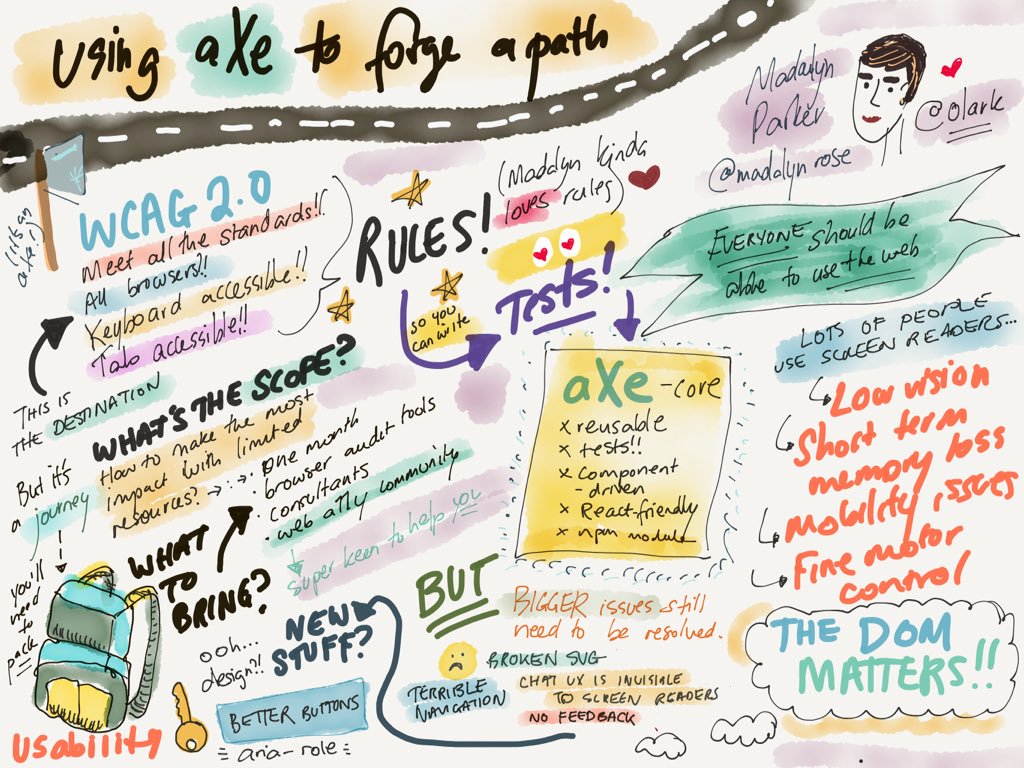 using aXe to forge a path
Madalyn
Parker
@olark
@madalynrose
WCAG 2.0
Meet all the standards!!
All browsers!!
Keyboard accessible!!
Tab accessible!!
RULES!
(Madalyn kinda
loves rules)
so you
can write
Tests!
EVERYONE should be
able to use the web
THIS IS
THE DESTINATION
But it's
a journey
you'll
need
to
pack
WHAT'S THE SCOPE?
How to make the most
impact with limited
resources?
WHAT
TO
BRING?
· One month
· browser audit tools
· consultants
· web a11y community
super keen to help you
aXe -core
x reusable
x tests!!
x component
-driven
x React-friendly
x npm module
LOTS OF PEOPLE
USE SCREEN READERS...
Low vision
Short term
memory loss
Mobility issues
Fine motor
control
THE DOM
MATTERS!!
BUT
BIGGER issues still
need to be resolved.
BROKEN SVG
TERRIBLE
NAVIGATION
CHAT UX IS INVISIBLE
TO SCREEN READERS
NO FEEDBACK
NEW
STUFF?
ooh...
design!!
BETTER BUTTONS
= aria-role =
Usability